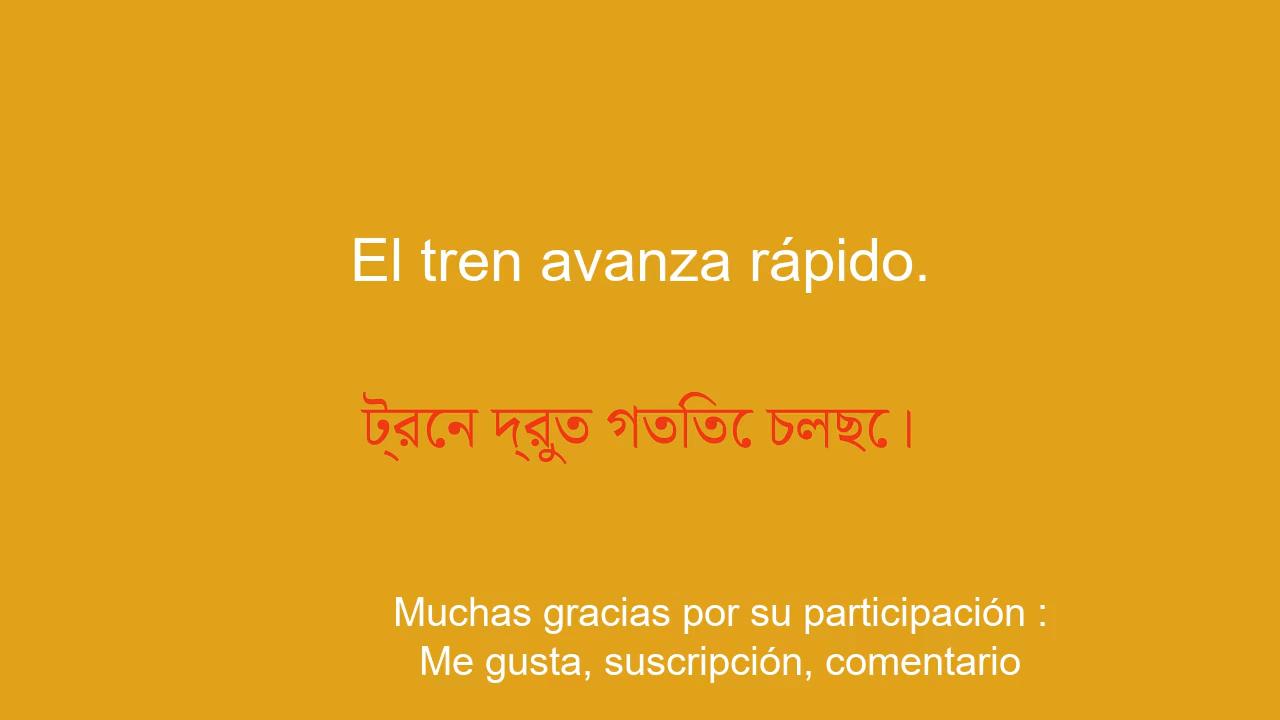 El tren avanza rápido.
ট্রেন দ্রুত গতিতে চলছে।
Muchas gracias por su participación :
Me gusta, suscripción, comentario